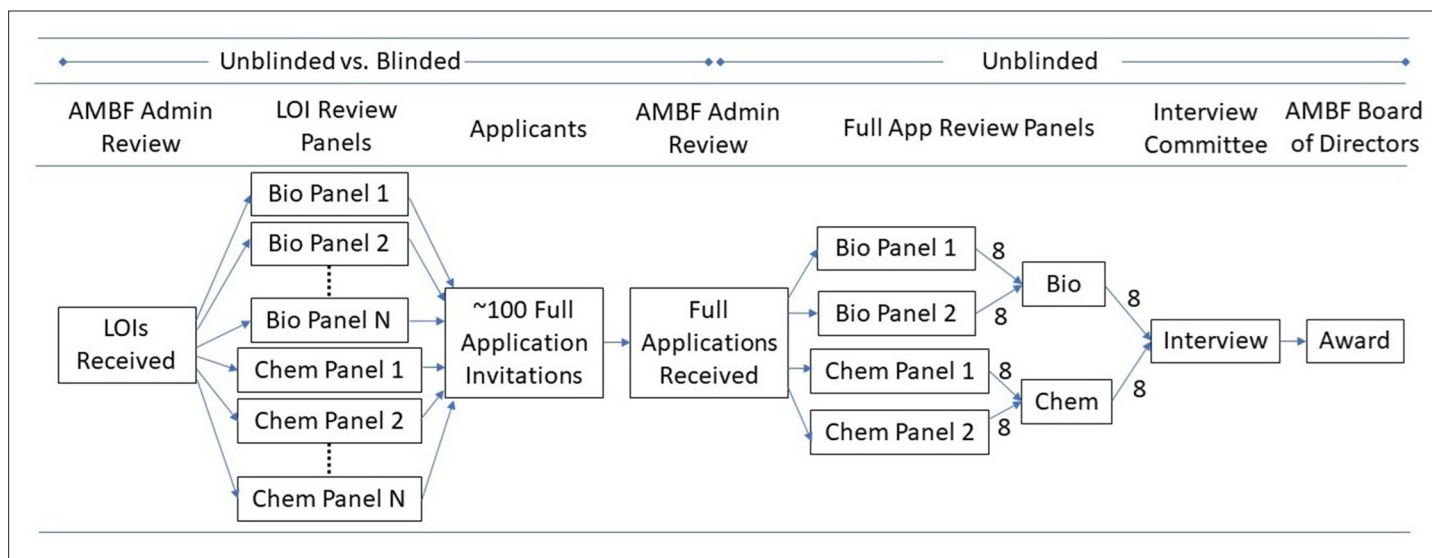 Unblinded vs. Blinded
Unblinded
AMBF Admin
Review
LOI Review
Panels
Applicants
AMBF Admin
Review
Full App Review Panels
Interview
Committee
AMBF Board
of Directors
LOIs
Received
Bio Panel 1
Bio Panel 2
Bio Panel N
Chem Panel 1
Chem Panel 2
Chem Panel N
~100 Full
Application
Invitations
Full
Applications
Received
Bio Panel 1
Bio Panel 2
Chem Panel 1
Chem Panel 2
8
8
8
8
Bio
Chem
8
8
Interview
Award